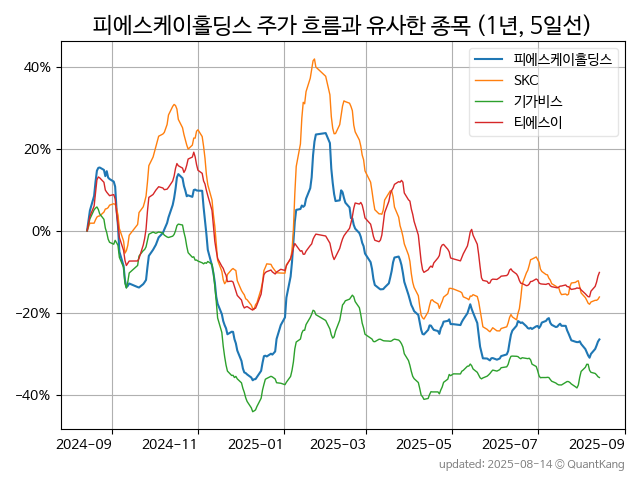 피에스케이홀딩스 주가 흐름과 유사한 종목 (1년, 5일선)
피에스케이홀딩스
SKC
기가비스
티에스이
40%
20%
0%
−20%
−40%
2024-09 2024-11 2025-01 2025-03 2025-05 2025-07 2025-09
updated: 2025-08-14 © QuantKang